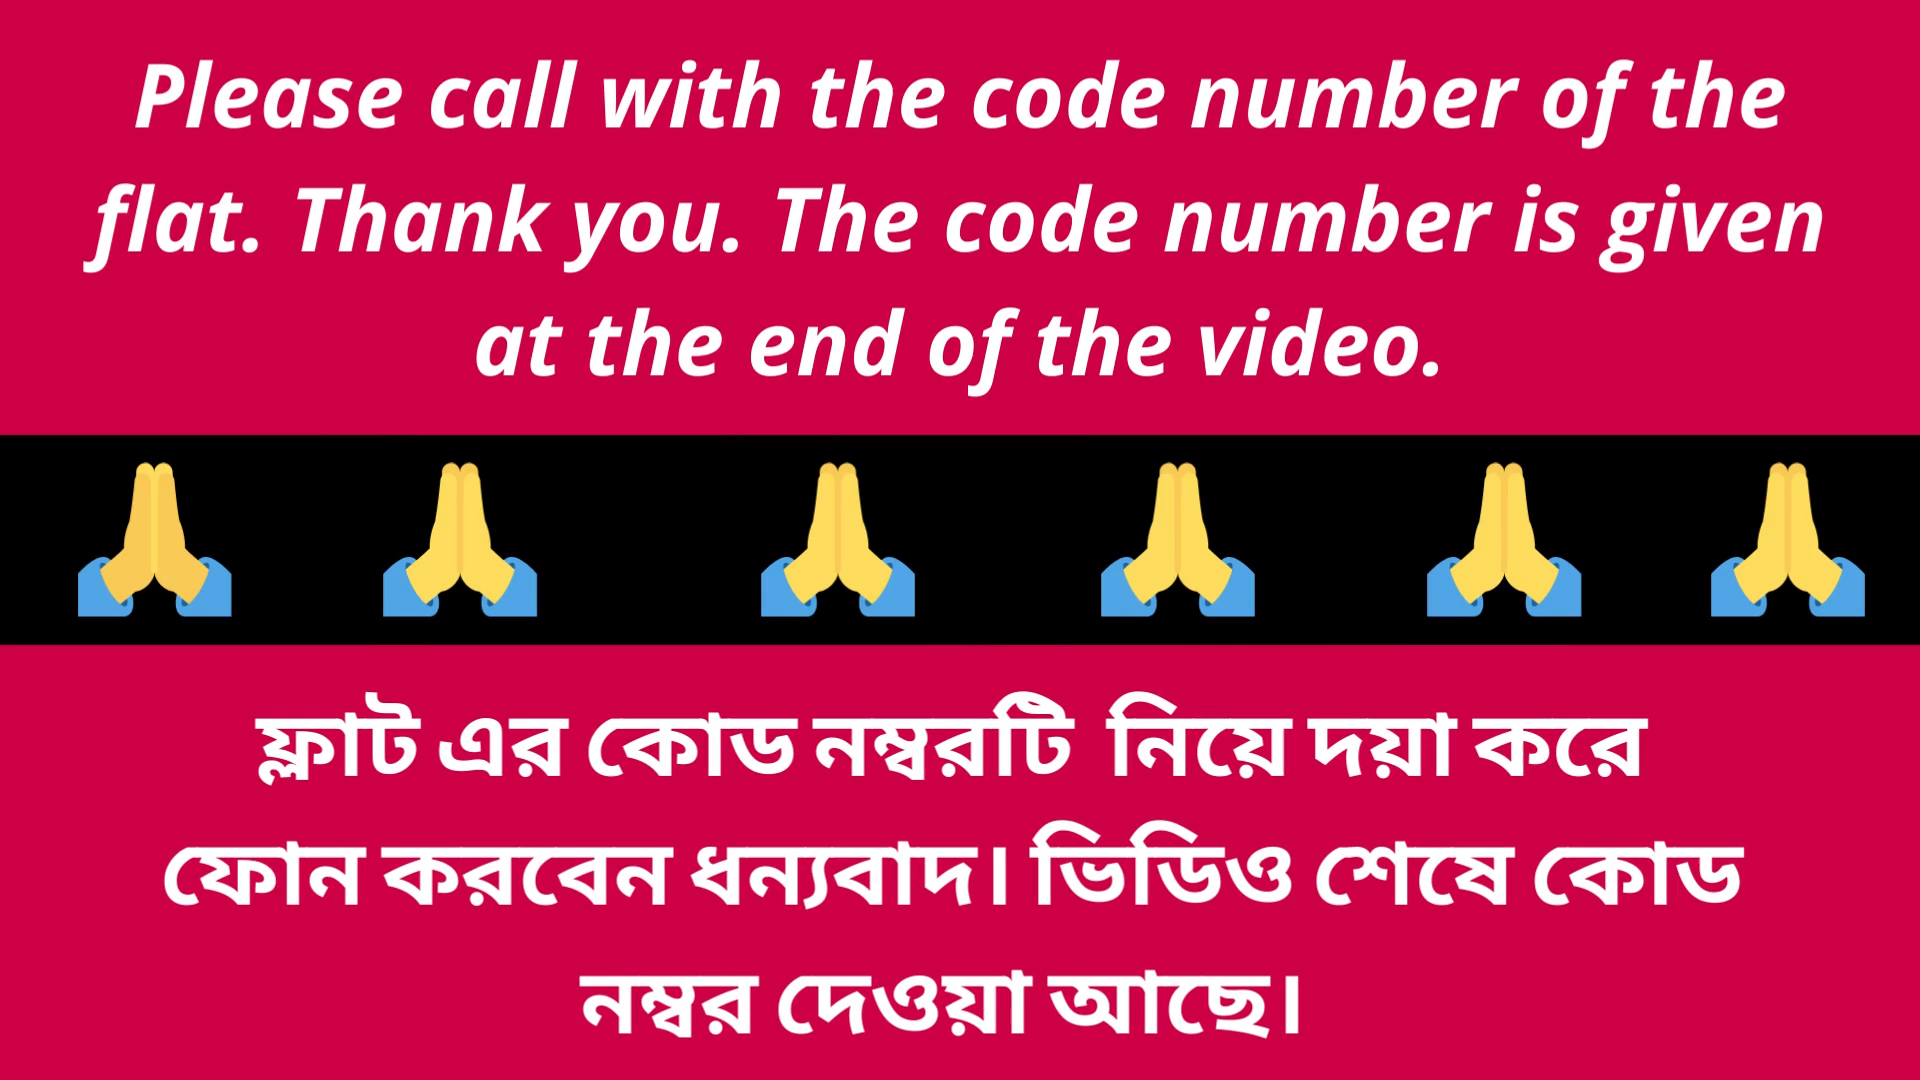 Please call with the code number of the
flat. Thank you. The code number is given
at the end of the video.
ফ্লাট এর কোড নম্বরটি নিয়ে দয়া করে
ফোন করবেন ধন্যবাদ। ভিডিও শেষে কোড
নম্বর দেওয়া আছে।